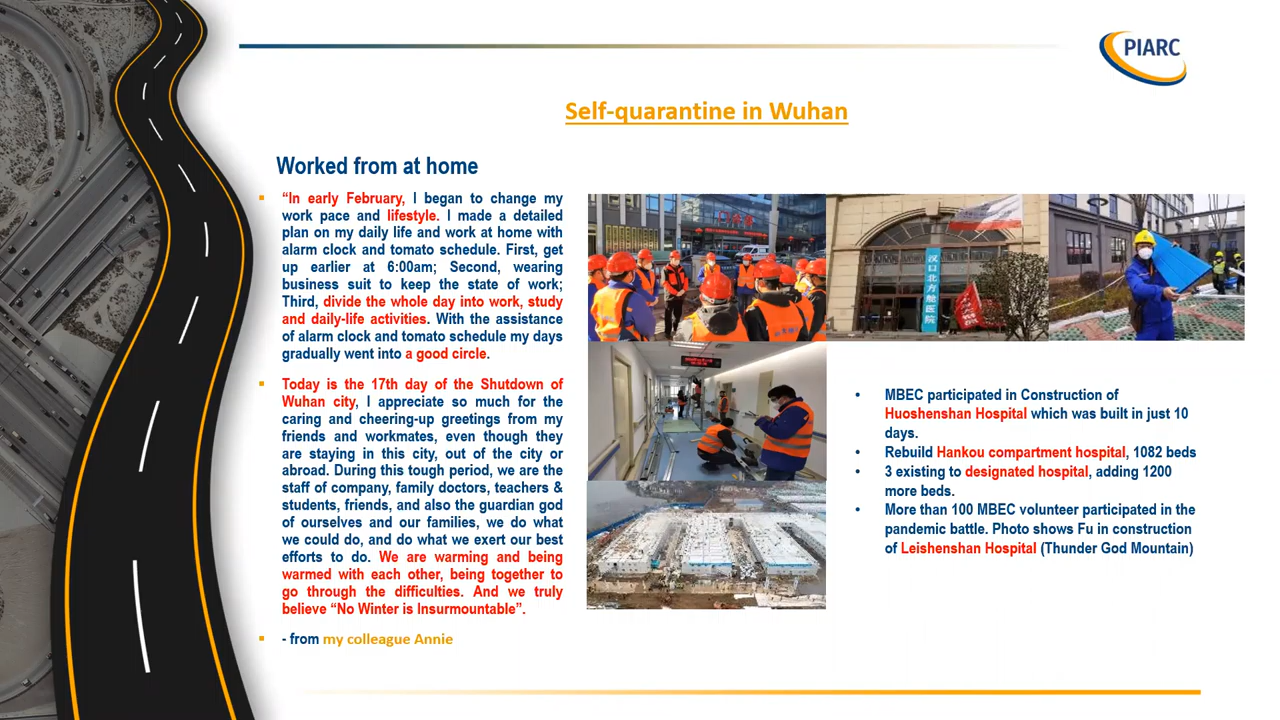 PIARC
Self-quarantine in Wuhan
Worked from at home
“In early February, I began to change my
work pace and lifestyle. I made a detailed
plan on my daily life and work at home with
alarm clock and tomato schedule. First, get
up earlier at 6:00am; Second, wearing
business suit to keep the state of work;
Third, divide the whole day into work, study
and daily-life activities. With the assistance
of alarm clock and tomato schedule my days
gradually went into a good circle.
Today is the 17th day of the Shutdown of
Wuhan city, I appreciate so much for the
caring and cheering-up greetings from my
friends and workmates, even though they
are staying in this city, out of the city or
abroad. During this tough period, we are the
staff of company, family doctors, teachers &
students, friends, and also the guardian god
of ourselves and our families, we do what
we could do, and do what we exert our best
efforts to do. We are warming and being
warmed with each other, being together to
go through the difficulties. And we truly
believe “No Winter is Insurmountable”.
- from my colleague Annie
汉口北方舱医院
MBEC participated in Construction of
Huoshenshan Hospital which was built in just 10
days.
Rebuild Hankou compartment hospital, 1082 beds
3 existing to designated hospital, adding 1200
more beds.
More than 100 MBEC volunteer participated in the
pandemic battle. Photo shows Fu in construction
of Leishenshan Hospital (Thunder God Mountain)